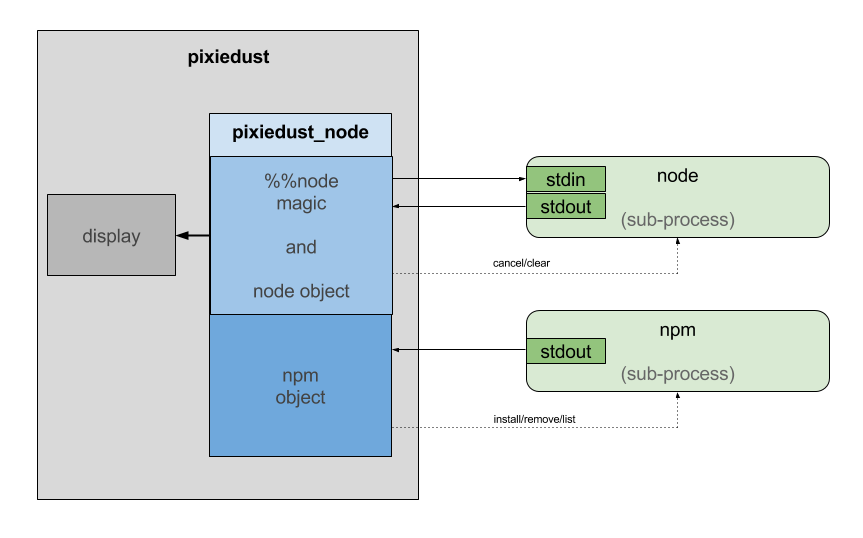 pixiedust
pixiedust_node
%%node
magic
and
node object
display
npm
object
stdin
stdout
node
(sub-process)
cancel/clear
npm
stdout
(sub-process)
install/remove/list